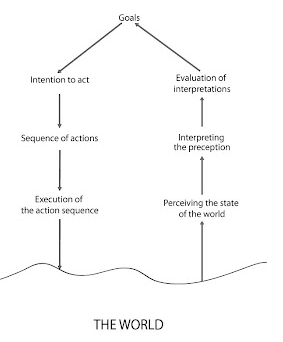 Goals
Intention to act
Evaluation of
interpretations
Sequence of actions
Interpreting
the preception
Execution of
the action sequence
Perceiving the state
of the world
THE WORLD